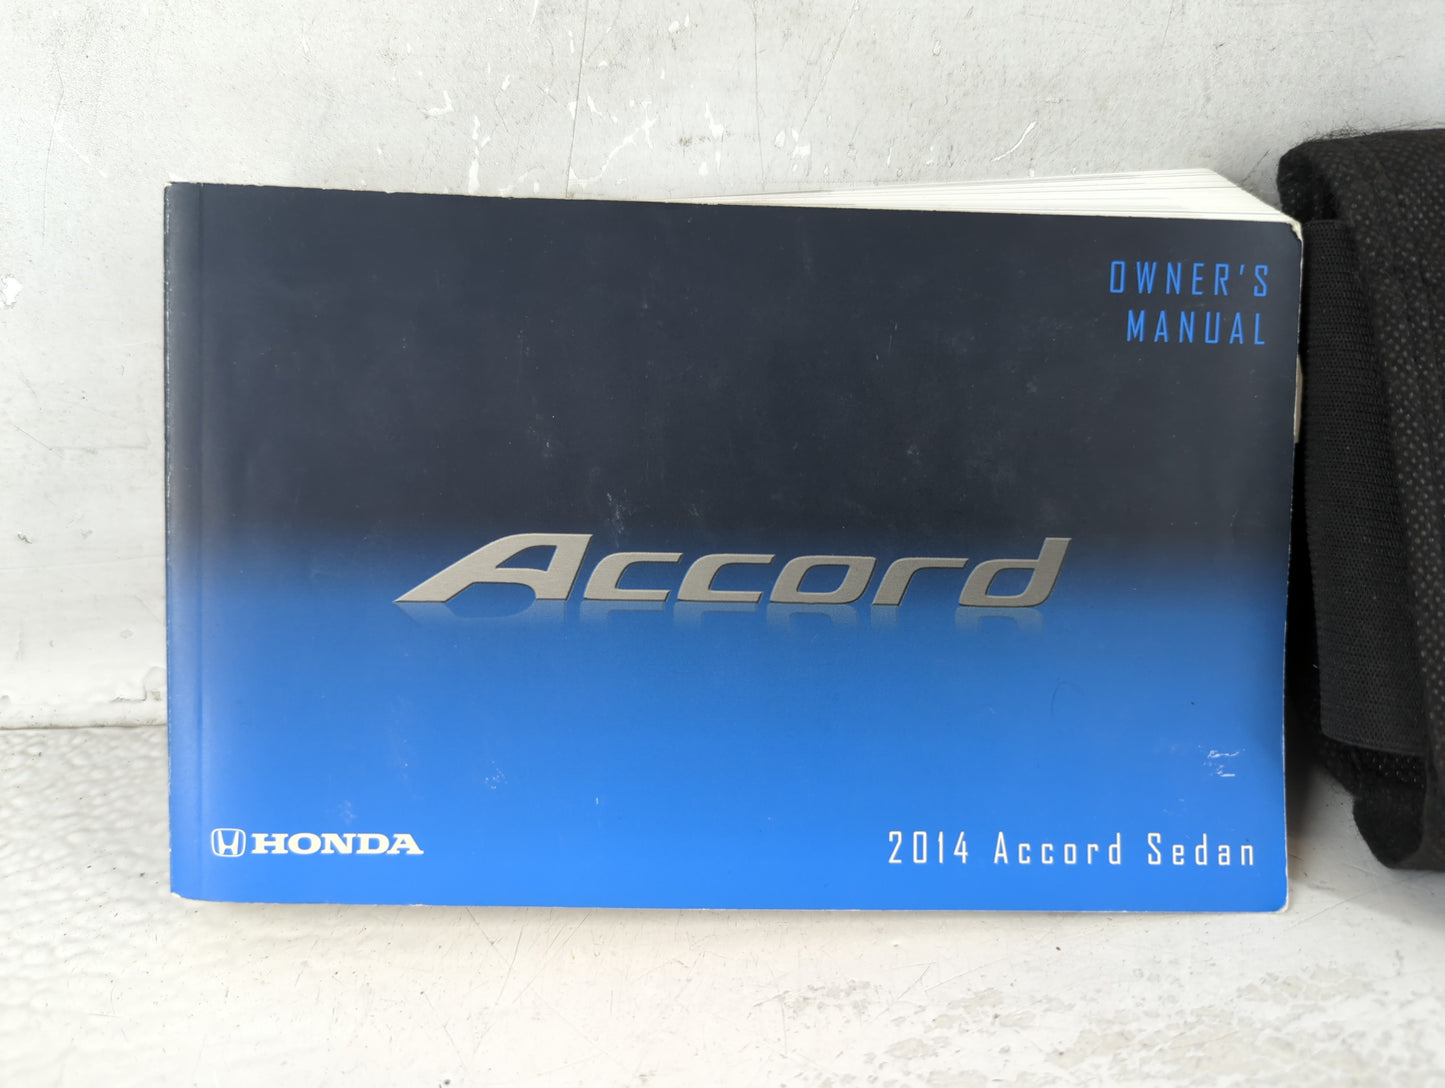 OWNER'S
MANUAL
Accord
HONDA
2014 Accord Sedan